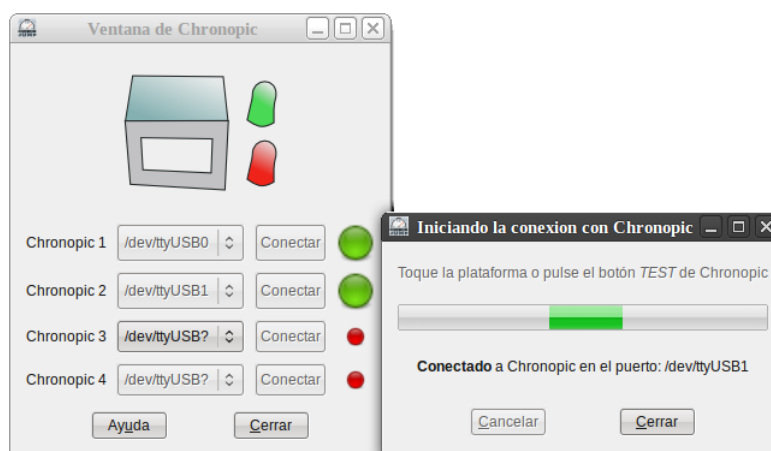 Ventana de Chronopic
Chronopic 1 /dev/ttyUSB0 Conectar
Chronopic 2 /dev/ttyUSB1 Conectar
Chronopic 3 /dev/ttyUSB? Conectar
Chronopic 4 /dev/ttyUSB? Conectar
Ayuda Cerrar
Iniciando la conexion con Chronopic
Toque la plataforma o pulse el botón TEST de Chronopic
Conectado a Chronopic en el puerto: /dev/ttyUSB1
Cancelar Cerrar